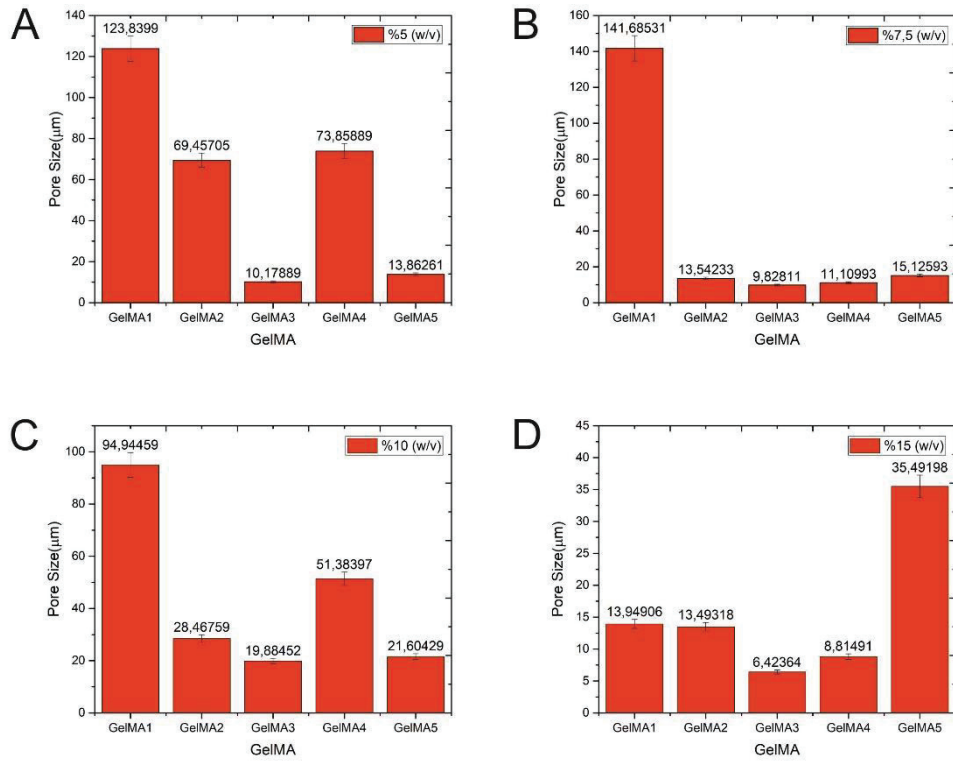 A
%5 (w/v)
Pore Size(μm)
140
120
100
80
60
40
20
0
123,8399
69,45705
10,17889
73,85889
13,86261
GelMA1 GelMA2 GelMA3 GelMA4 GelMA5
GelMA
B
%7,5 (w/v)
Pore Size(μm)
160
140
120
100
80
60
40
20
0
141,68531
13,54233
9,82811
11,10993
15,12593
GelMA1 GelMA2 GelMA3 GelMA4 GelMA5
GelMA
C
%10 (w/v)
Pore Size(μm)
100
80
60
40
20
0
94,94459
28,46759
19,88452
51,38397
21,60429
GelMA1 GelMA2 GelMA3 GelMA4 GelMA5
GelMA
D
%15 (w/v)
Pore Size(μm)
45
40
35
30
25
20
15
10
5
0
13,94906
13,49318
6,42364
8,81491
35,49198
GelMA1 GelMA2 GelMA3 GelMA4 GelMA5
GelMA